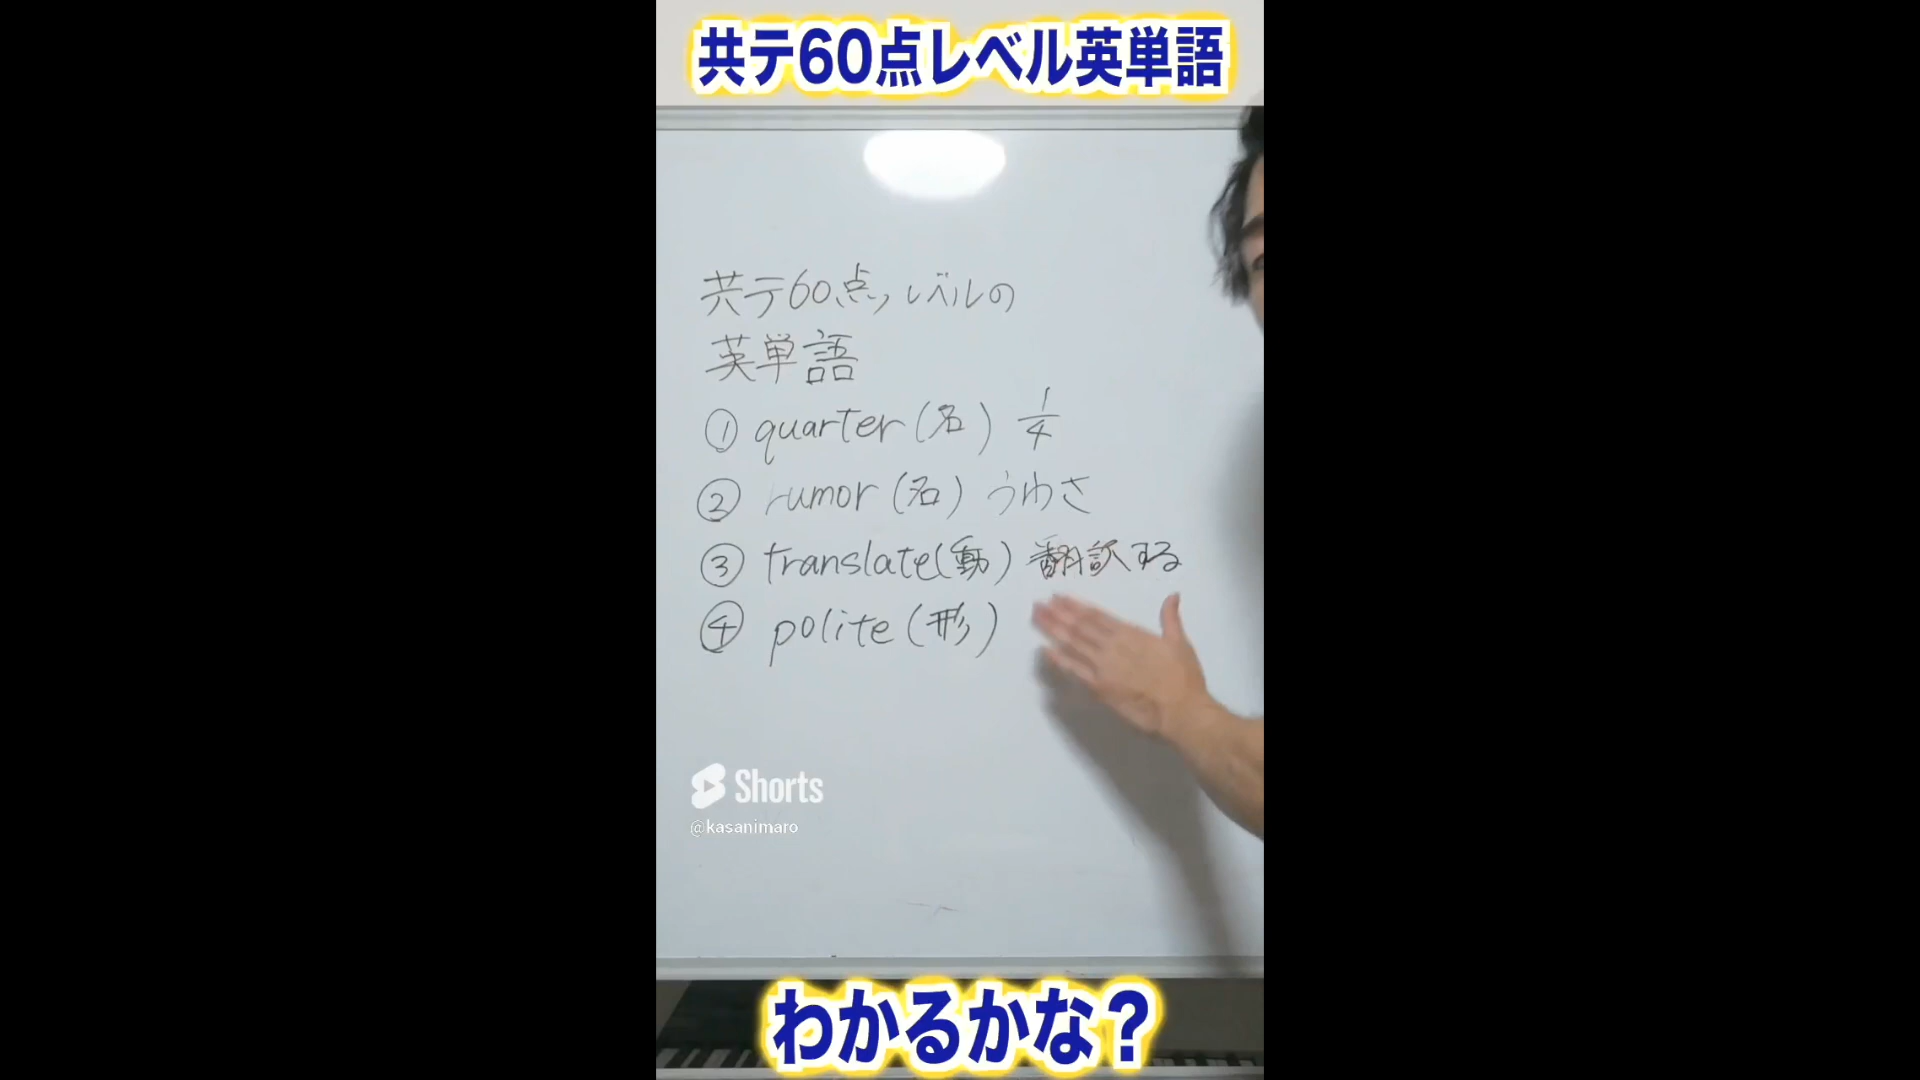 共テ60点レベル英単語
共テ60点レベルの
英単語
① quarter (名) 1/4
② rumor (名) うわさ
③ translate (動) 翻訳する
④ polite (形)
Shorts
@kasanimaro
わかるかな？